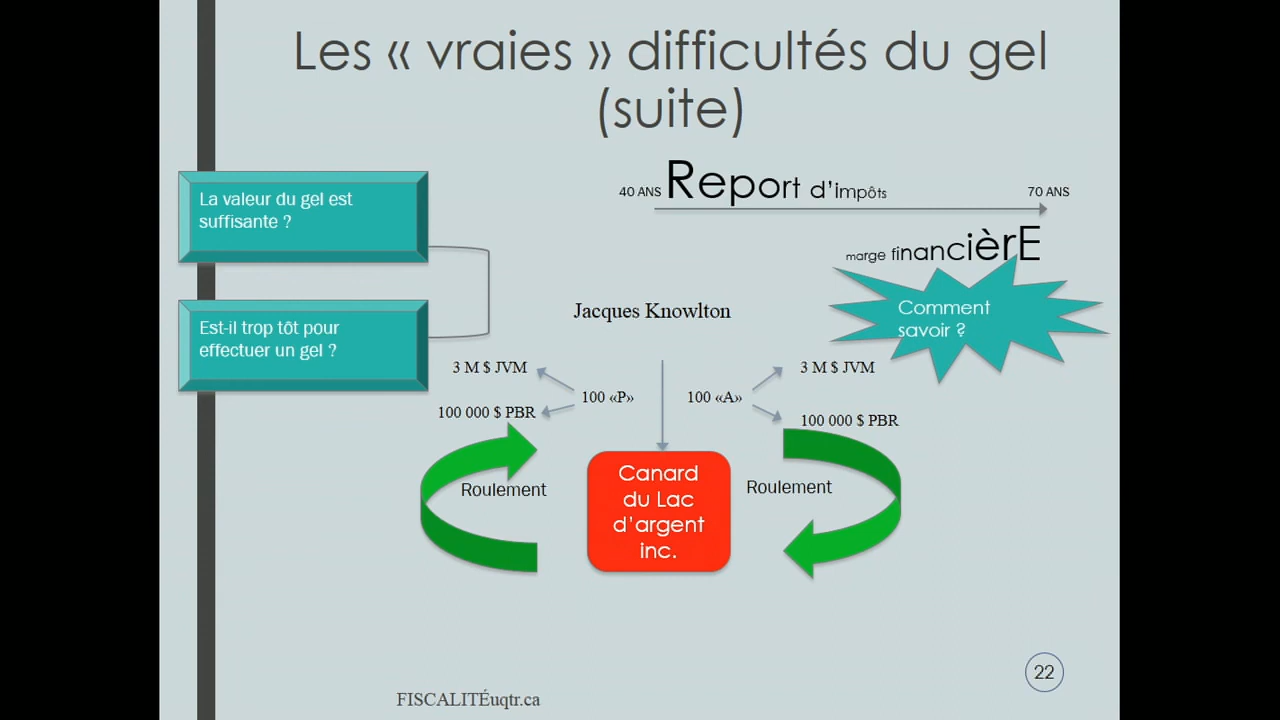 Les « vraies » difficultés du gel
(suite)
La valeur du gel est
suffisante ?
Est-il trop tôt pour
effectuer un gel ?
40 ANS Report d’impôts 70 ANS
marge financièrE
Comment
savoir ?
Jacques Knowlton
3 M $ JVM
100 «P»
100 000 $ PBR
100 «A»
3 M $ JVM
100 000 $ PBR
Roulement
Canard
du Lac
d’argent
inc.
Roulement
22
FISCALITÉuqtr.ca